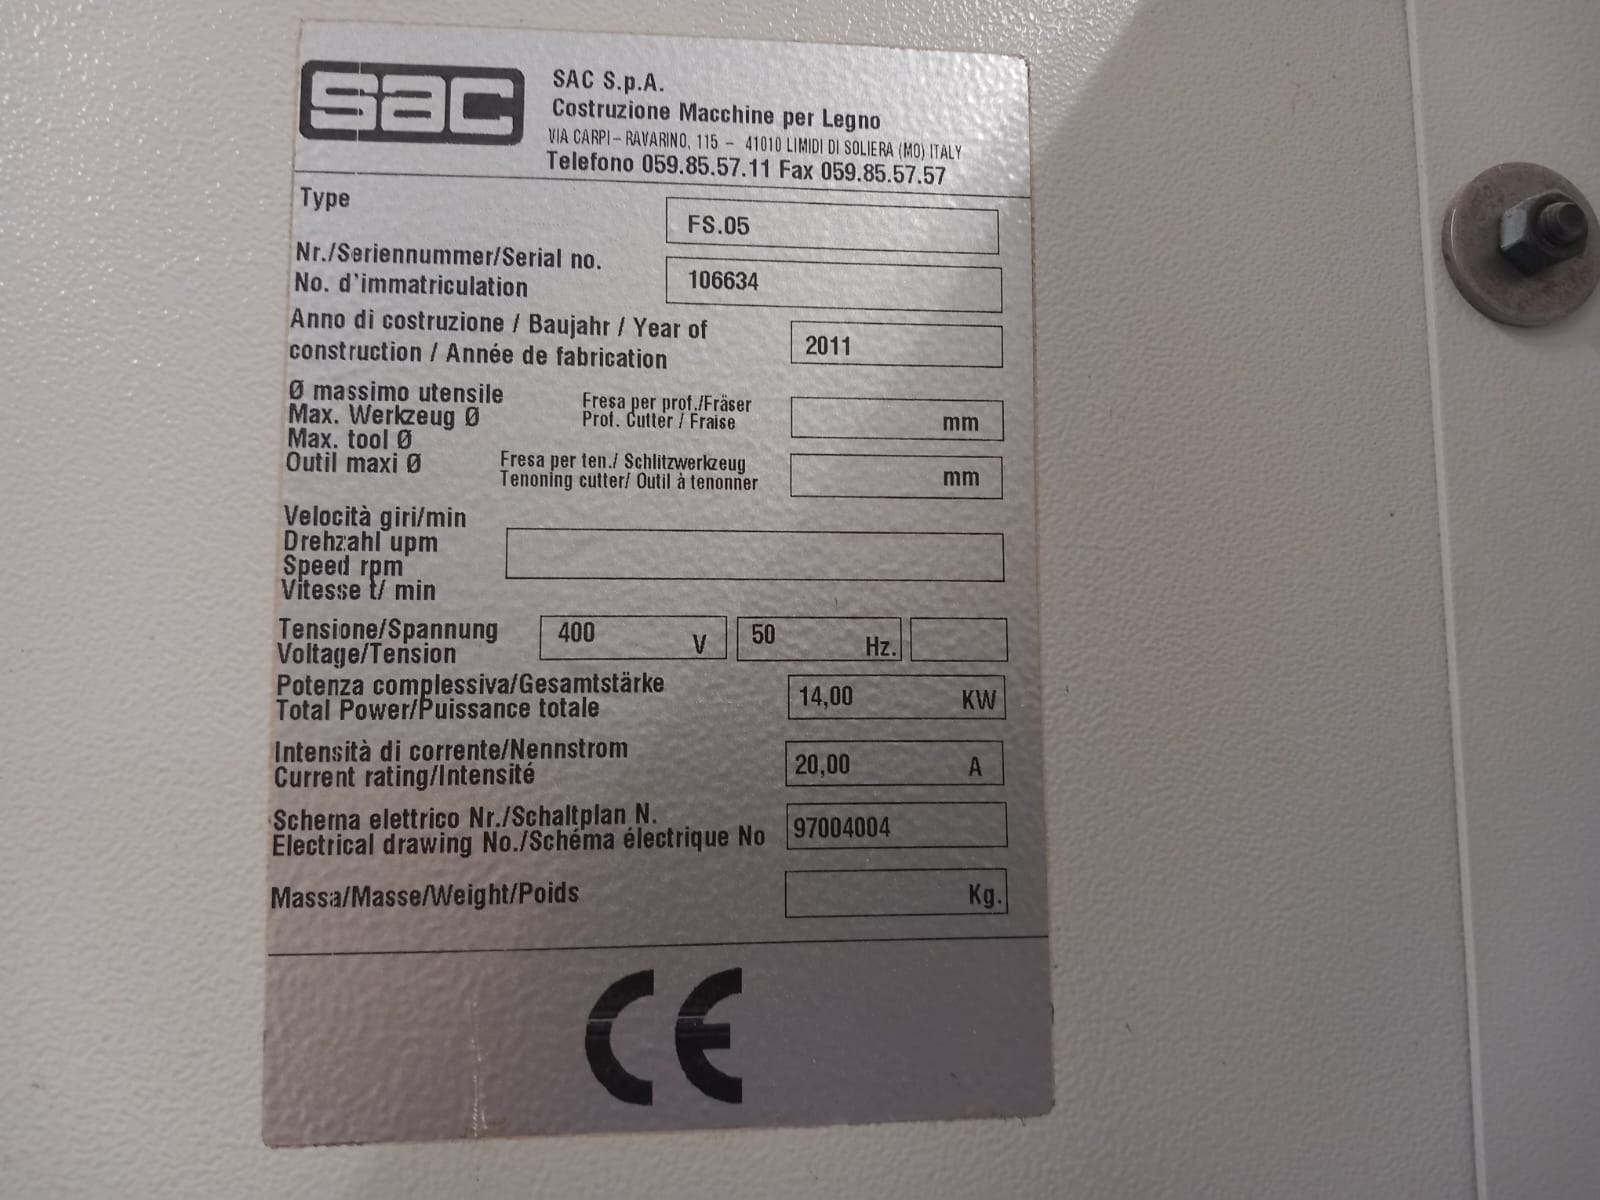 sac
SAC S.p.A.
Costruzione Macchine per Legno
VIA CARPI - RAVARINO, 115 - 41010 LIMIDI DI SOLIERA (MO) ITALY
Telefono 059.85.57.11 Fax 059.85.57.57
Type
FS.05
Nr./Seriennummer/Serial no.
No. d'immatriculation
106634
Anno di costruzione / Baujahr / Year of
construction / Année de fabrication
2011
Ø massimo utensile
Max. Werkzeug Ø
Max. tool Ø
Outil maxi Ø
Fresa per prof./Fräser
Prof. Cutter / Fraise
mm
Fresa per ten./ Schlitzwerkzeug
Tenoning cutter/ Outil à tenonner
mm
Velocità giri/min
Drehzahl upm
Speed rpm
Vitesse t/ min
Tensione/Spannung
Voltage/Tension
400 V
50 Hz.
Potenza complessiva/Gesamtstärke
Total Power/Puissance totale
14,00 KW
Intensità di corrente/Nennstrom
Current rating/Intensité
20,00 A
Schema elettrico Nr./Schaltplan N.
Electrical drawing No./Schéma électrique No
97004004
Massa/Masse/Weight/Poids
Kg.
CE